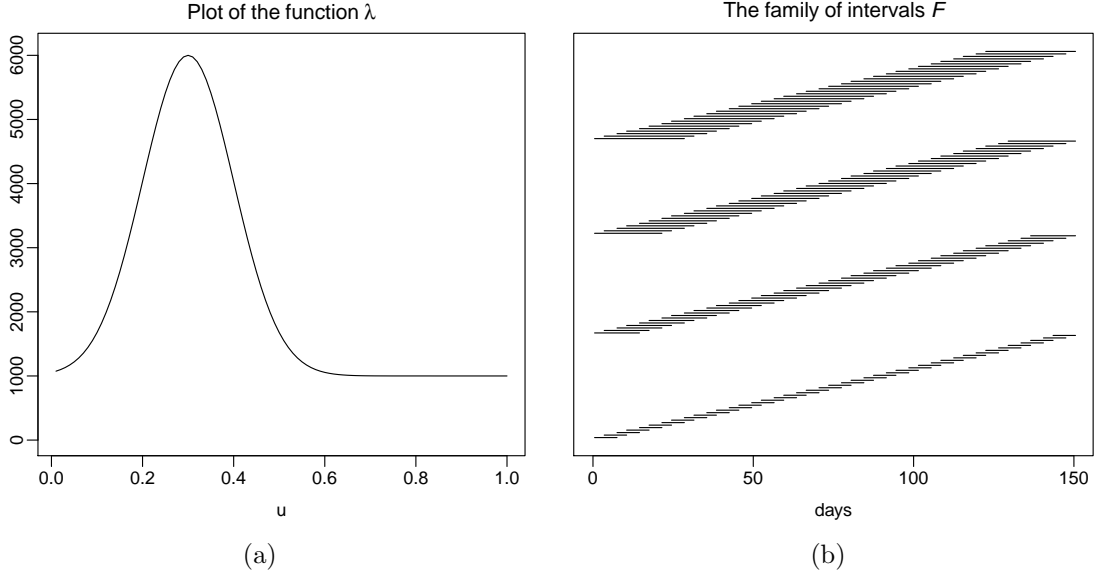 Plot of the function λ
6000
5000
4000
3000
2000
1000
0
0.0 0.2 0.4 0.6 0.8 1.0
u
(a)
The family of intervals F
0 50 100 150
days
(b)